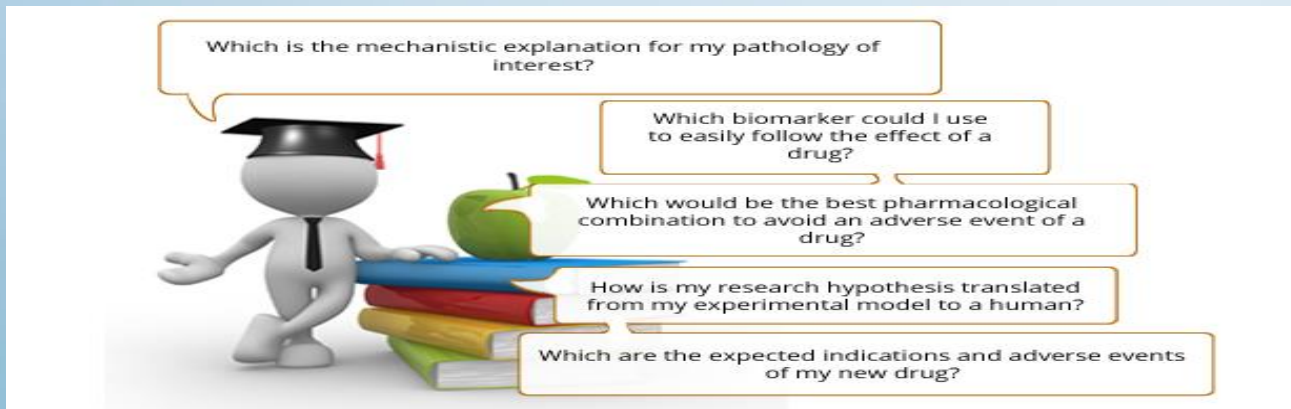 Which is the mechanistic explanation for my pathology of
interest?
Which biomarker could I use
to easily follow the effect of a
drug?
Which would be the best pharmacological
combination to avoid an adverse event of a
drug?
How is my research hypothesis translated
from my experimental model to a human?
Which are the expected indications and adverse events
of my new drug?